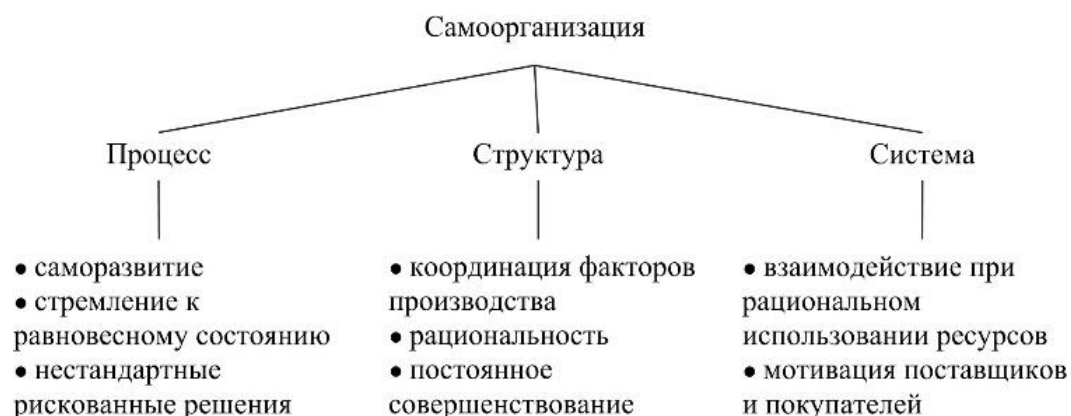 Самоорганизация
Процесс
Структура
Система
● саморазвитие
● стремление к
равновесному состоянию
● нестандартные
рискованные решения
● координация факторов
производства
● рациональность
● постоянное
совершенствование
● взаимодействие при
рациональном
использовании ресурсов
● мотивация поставщиков
и покупателей